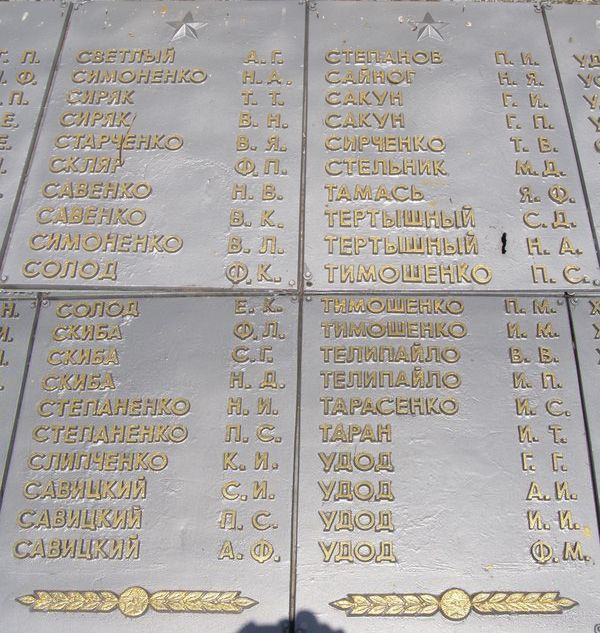 СВЕТЛЫЙ А.Г.
СИМОНЕНКО Н.А.
СИРЯК Т.Т.
СИРЯК В.Н.
СТАРЧЕНКО В.Я.
СКЛЯР Ф.П.
САВЕНКО Н.В.
САВЕНКО В.К.
СИМОНЕНКО В.Л.
СОЛОД Ф.К.
СОЛОД Е.К.
СКИБА Ф.Л.
СКИБА С.Г.
СКИБА Н.Д.
СТЕПАНЕНКО Н.И.
СТЕПАНЕНКО П.С.
СЛИПЧЕНКО К.И.
САВИЦКИЙ С.И.
САВИЦКИЙ П.С.
САВИЦКИЙ А.Ф.
СТЕПАНОВ П.И.
САЙНОГ Н.Я.
САКУН Г.И.
САКУН Г.П.
СИРЧЕНКО Т.В.
СТЕЛЬНИК М.Д.
ТАМАСЬ Я.Ф.
ТЕРТЫШНЫЙ С.Д.
ТЕРТЫШНЫЙ Н.А.
ТИМОШЕНКО П.С.
ТИМОШЕНКО П.М.
ТИМОШЕНКО И.М.
ТЕЛИПАЙЛО В.В.
ТЕЛИПАЙЛО И.П.
ТАРАСЕНКО И.С.
ТАРАН И.Т.
УДОД Г.Г.
УДОД А.И.
УДОД И.И.
УДОД Ф.М.